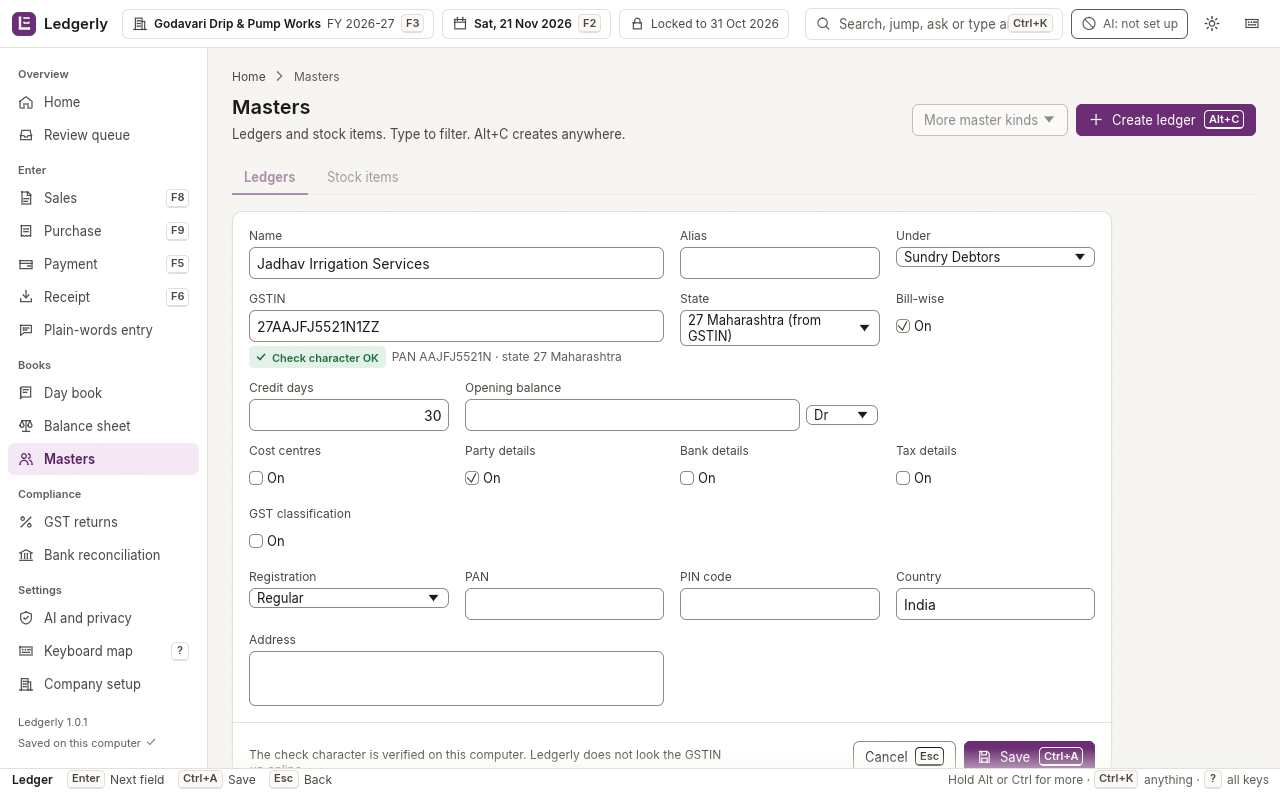 Ledgerly
Godavari Drip & Pump Works FY 2026-27 F3
Sat, 21 Nov 2026 F2
Locked to 31 Oct 2026
Search, jump, ask or type a Ctrl+K
AI: not set up
Overview
Home
Review queue
Enter
Sales F8
Purchase F9
Payment F5
Receipt F6
Plain-words entry
Books
Day book
Balance sheet
Masters
Compliance
GST returns
Bank reconciliation
Settings
AI and privacy
Keyboard map ?
Company setup
Ledgerly 1.0.1
Saved on this computer
Home Masters
Masters
Ledgers and stock items. Type to filter. Alt+C creates anywhere.
More master kinds
Create ledger Alt+C
Ledgers Stock items
Name Alias Under
Jadhav Irrigation Services Sundry Debtors
GSTIN State Bill-wise
27AAJFJ5521N1ZZ 27 Maharashtra (from GSTIN) On
Check character OK PAN AAJFJ5521N · state 27 Maharashtra
Credit days Opening balance
30 Dr
Cost centres Party details Bank details Tax details
On On On On
GST classification
On
Registration PAN PIN code Country
Regular India
Address
The check character is verified on this computer. Ledgerly does not look the GSTIN
Cancel Esc Save Ctrl+A
Ledger Enter Next field Ctrl+A Save Esc Back
Hold Alt or Ctrl for more · Ctrl+K anything · ? all keys